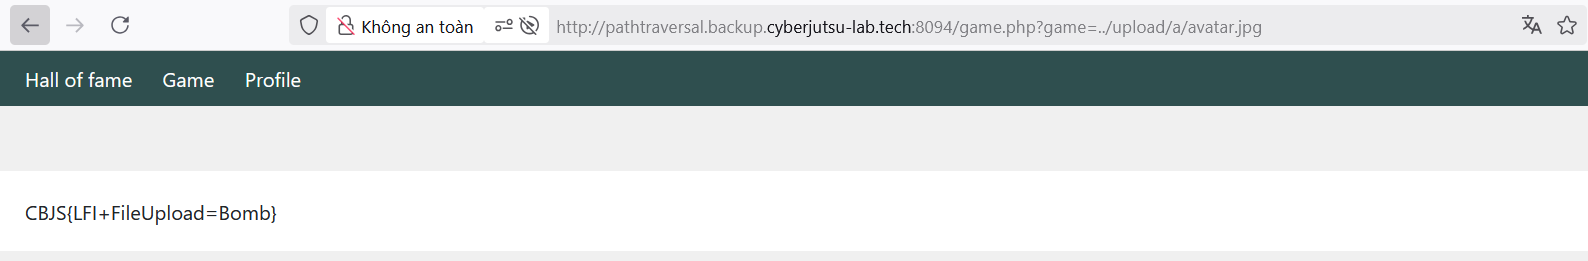 Không an toàn http://pathtraversal.backup.cyberjutsu-lab.tech:8094/game.php?game=../upload/a/avatar.jpg
Hall of fame Game Profile
CBJS{LFI+FileUpload=Bomb}